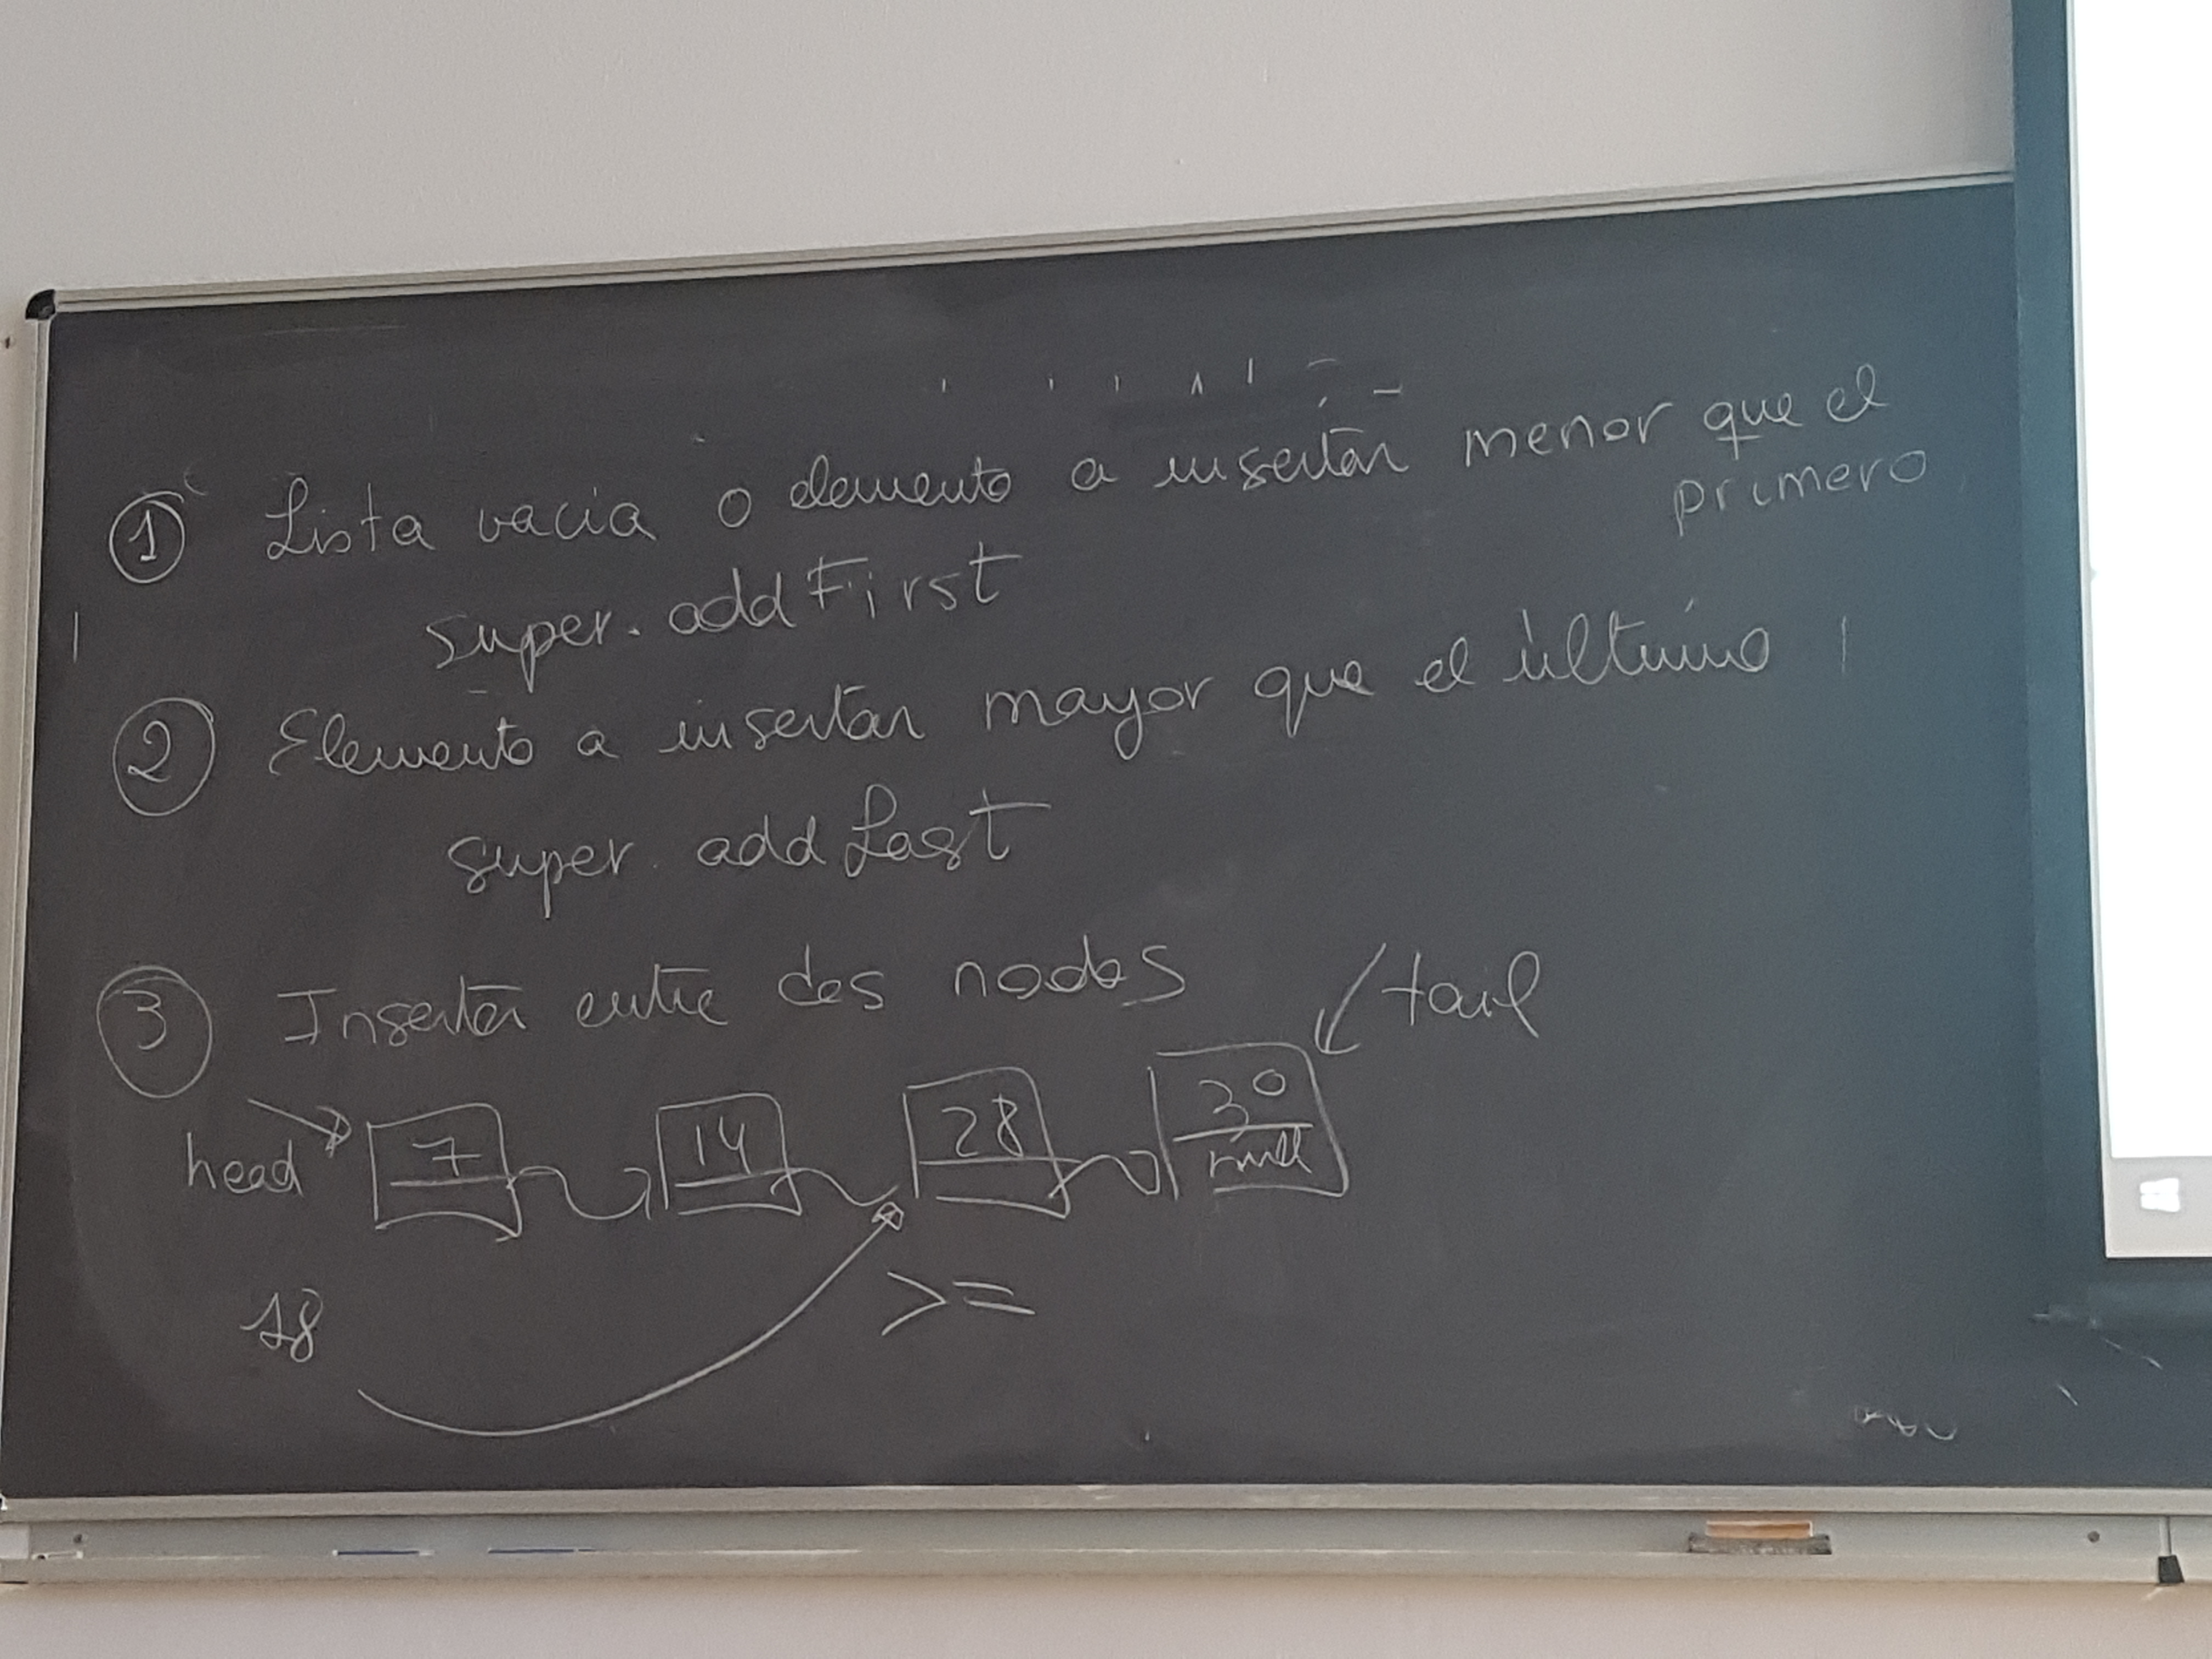 ① Lista vacia o elemento a insertar menor que el
primero
super. addFirst
② Elemento a insertar mayor que el último
super. addLast
③ Insertar entre dos nodos
tail
head 7 14 28 30
null
18 >=